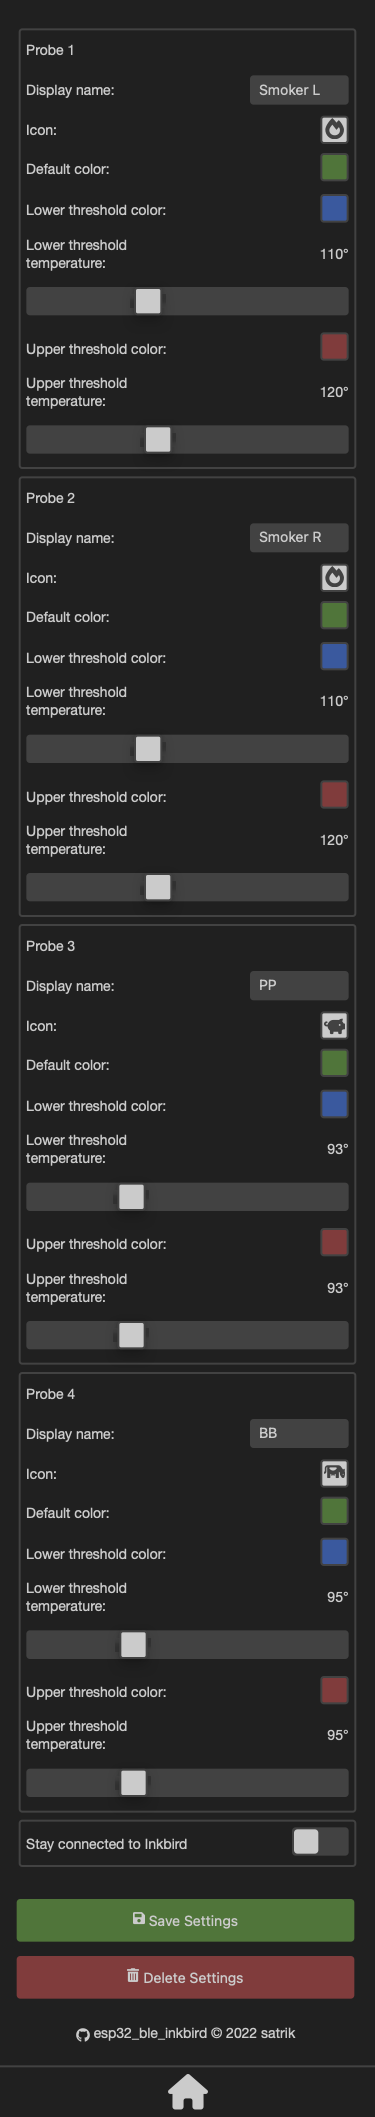 Probe 1
Display name: Smoker L
Icon:
Default color:
Lower threshold color:
Lower threshold
temperature: 110°
Upper threshold color:
Upper threshold
temperature: 120°
Probe 2
Display name: Smoker R
Icon:
Default color:
Lower threshold color:
Lower threshold
temperature: 110°
Upper threshold color:
Upper threshold
temperature: 120°
Probe 3
Display name: PP
Icon:
Default color:
Lower threshold color:
Lower threshold
temperature: 93°
Upper threshold color:
Upper threshold
temperature: 93°
Probe 4
Display name: BB
Icon:
Default color:
Lower threshold color:
Lower threshold
temperature: 95°
Upper threshold color:
Upper threshold
temperature: 95°
Stay connected to Inkbird
Save Settings
Delete Settings
esp32_ble_inkbird © 2022 satrik